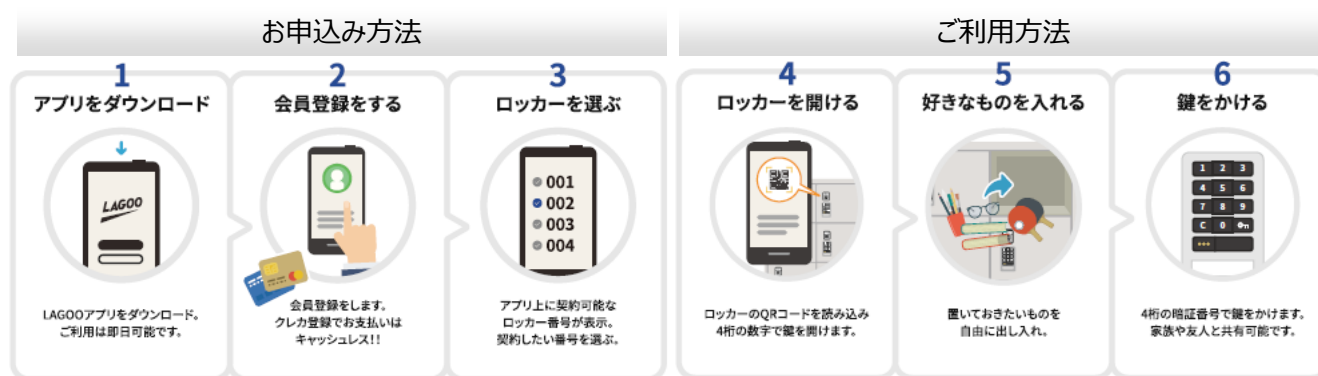 お申込み方法
1
アプリをダウンロード
LAGOO
LAGOOアプリをダウンロード。
ご利用は即日可能です。
2
会員登録をする
会員登録をします。
クレカ登録でお支払いは
キャッシュレス!!
3
ロッカーを選ぶ
001
002
003
004
アプリ上に契約可能な
ロッカー番号が表示。
契約したい番号を選ぶ。
ご利用方法
4
ロッカーを開ける
ロッカーのQRコードを読み込み
4桁の数字で鍵を開けます。
5
好きなものを入れる
置いておきたいものを
自由に出し入れ。
6
鍵をかける
1 2 3
4 5 6
7 8 9
C 0
4桁の暗証番号で鍵をかけます。
家族や友人と共有可能です。